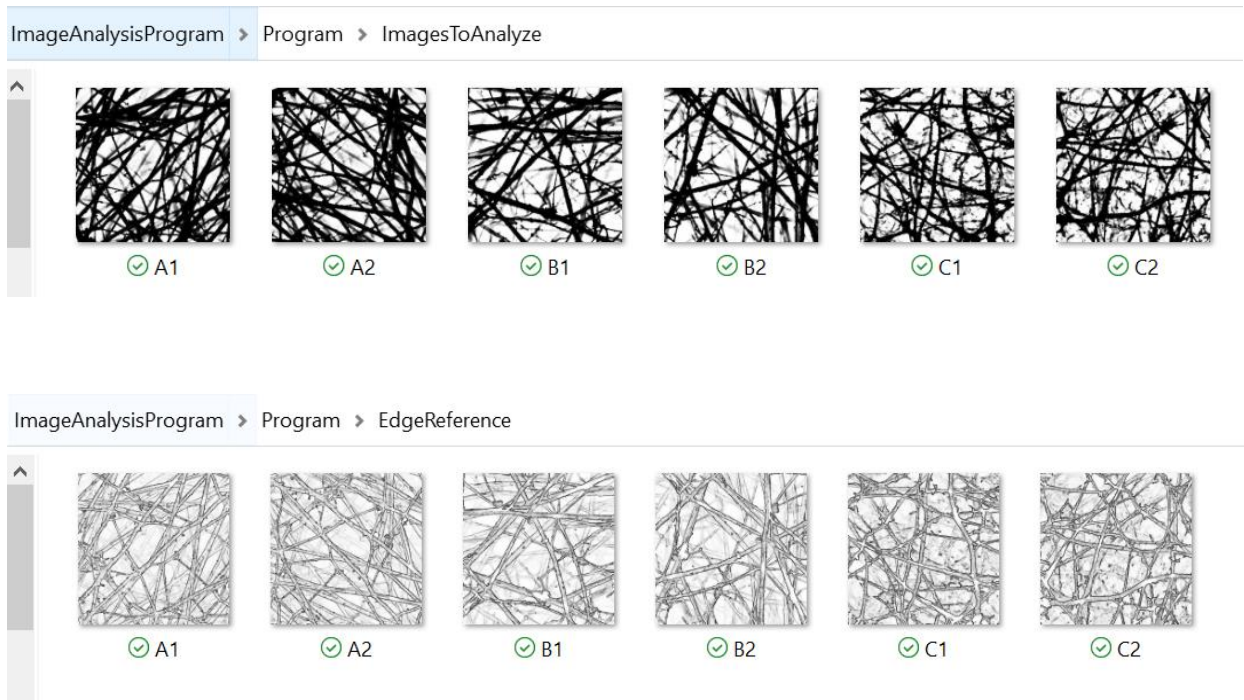 ImageAnalysisProgram > Program > ImagesToAnalyze
A1 A2 B1 B2 C1 C2
ImageAnalysisProgram > Program > EdgeReference
A1 A2 B1 B2 C1 C2